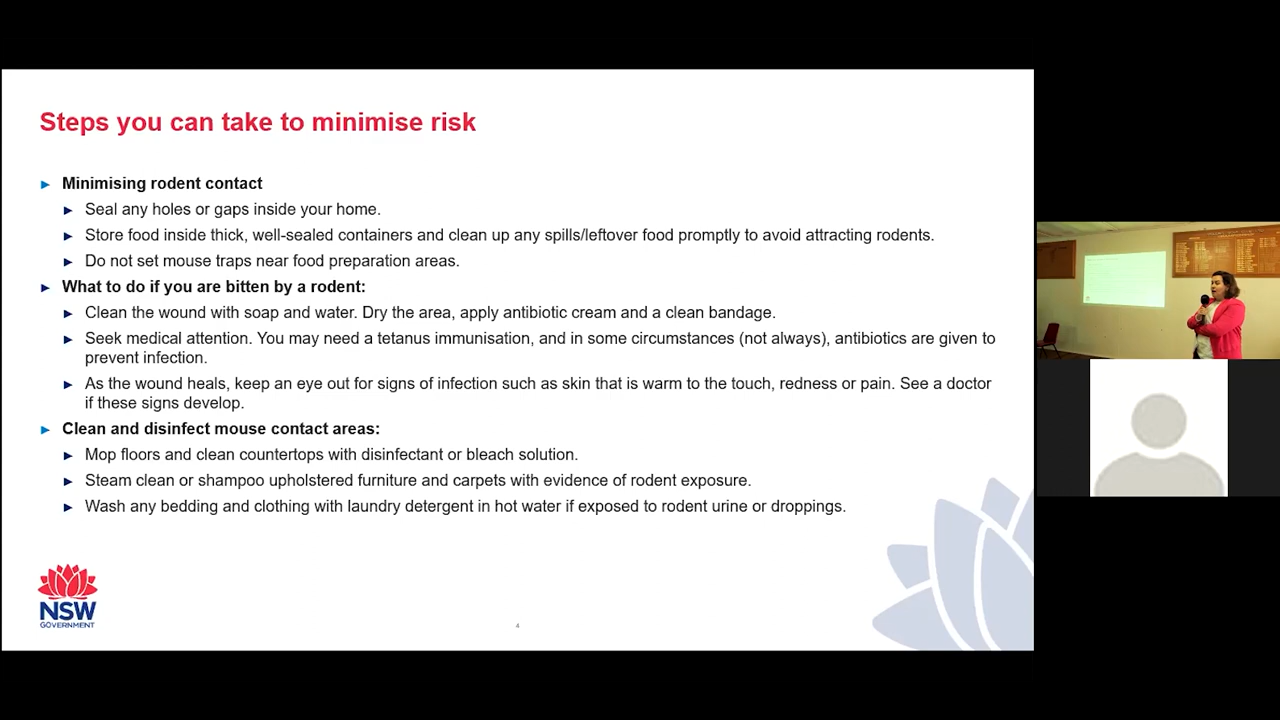 Steps you can take to minimise risk
Minimising rodent contact
Seal any holes or gaps inside your home.
Store food inside thick, well-sealed containers and clean up any spills/leftover food promptly to avoid attracting rodents.
Do not set mouse traps near food preparation areas.
What to do if you are bitten by a rodent:
Clean the wound with soap and water. Dry the area, apply antibiotic cream and a clean bandage.
Seek medical attention. You may need a tetanus immunisation, and in some circumstances (not always), antibiotics are given to
prevent infection.
As the wound heals, keep an eye out for signs of infection such as skin that is warm to the touch, redness or pain. See a doctor
if these signs develop.
Clean and disinfect mouse contact areas:
Mop floors and clean countertops with disinfectant or bleach solution.
Steam clean or shampoo upholstered furniture and carpets with evidence of rodent exposure.
Wash any bedding and clothing with laundry detergent in hot water if exposed to rodent urine or droppings.
NSW
GOVERNMENT
4